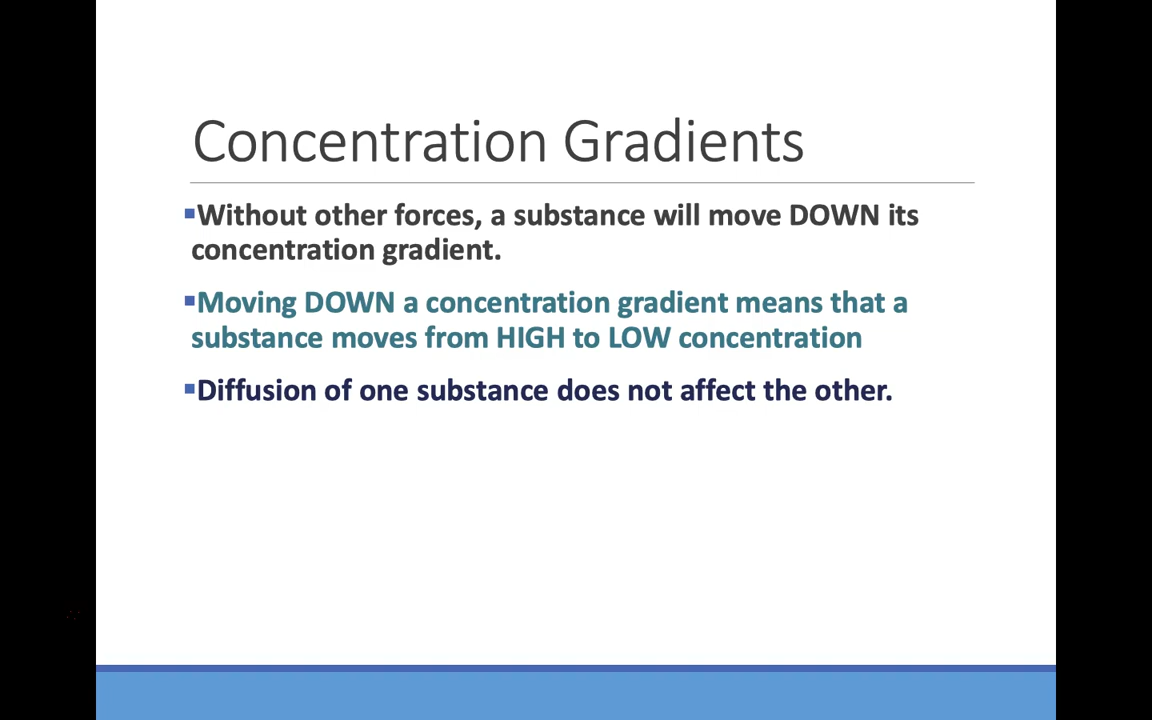 Concentration Gradients
▪Without other forces, a substance will move DOWN its
concentration gradient.
▪Moving DOWN a concentration gradient means that a
substance moves from HIGH to LOW concentration
▪Diffusion of one substance does not affect the other.